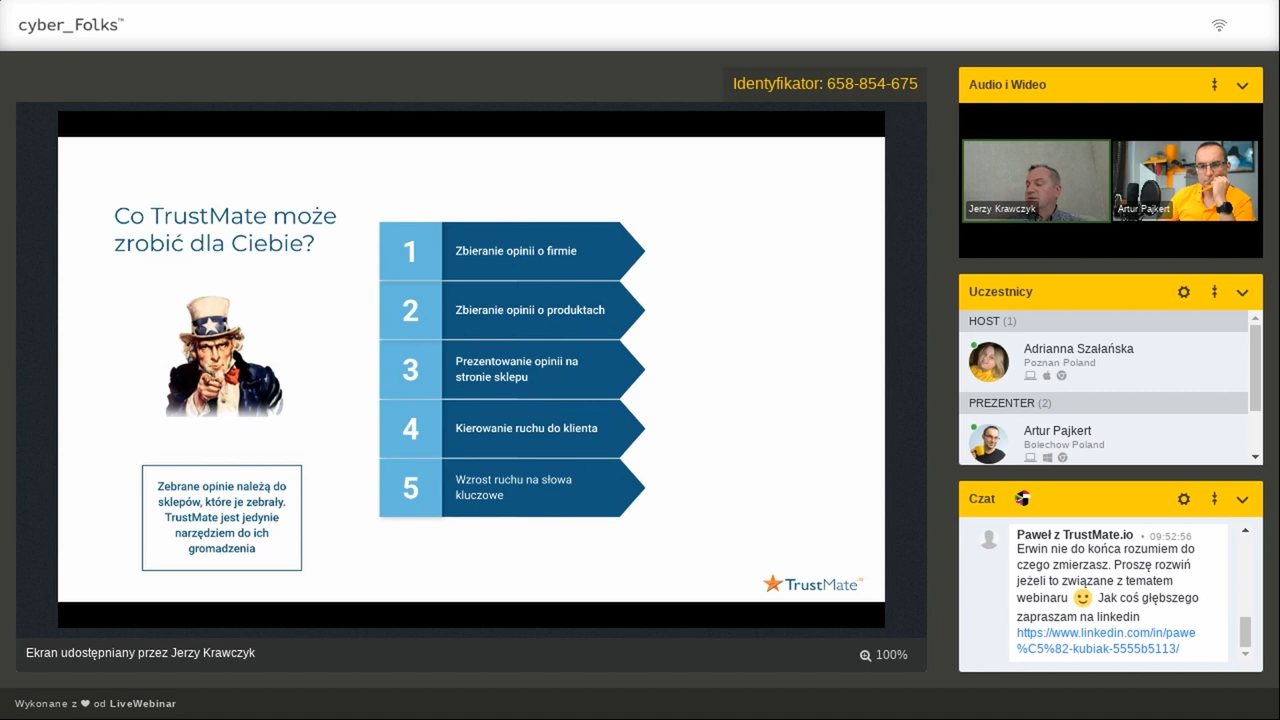 cyber_Folks™
Identyfikator: 658-854-675
Co TrustMate może
zrobić dla Ciebie?
1
Zbieranie opinii o firmie
2
Zbieranie opinii o produktach
3
Prezentowanie opinii na
stronie sklepu
4
Kierowanie ruchu do klienta
5
Wzrost ruchu na słowa
kluczowe
Zebrane opinie należą do
sklepów, które je zebrały.
TrustMate jest jedynie
narzędziem do ich
gromadzenia
TrustMate™
Ekran udostępniany przez Jerzy Krawczyk
100%
Audio i Wideo
Jerzy Krawczyk
Artur Pajkert
Uczestnicy
HOST (1)
Adrianna Szałańska
Poznan Poland
PREZENTER (2)
Artur Pajkert
Bolechow Poland
Czat
Paweł z TrustMate.io • 09:52:56
Erwin nie do końca rozumiem do
czego zmierzasz. Proszę rozwiń
jeżeli to związane z tematem
webinaru 🙂 Jak coś głębszego
zapraszam na linkedin
https://www.linkedin.com/in/pawe
%C5%82-kubiak-5555b5113/
Wykonane z ❤ od LiveWebinar